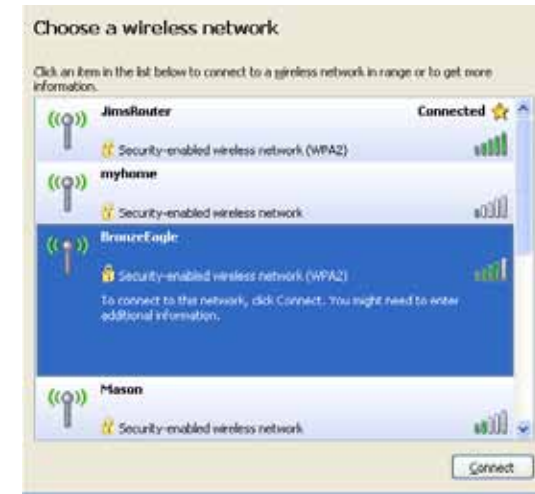 Choose a wireless network
Click an item in the list below to connect to a wireless network in range or to get more
information.
JimsRouter Connected
Security-enabled wireless network (WPA2)
myhome
Security-enabled wireless network
BronzeEagle
Security-enabled wireless network (WPA2)
To connect to this network, click Connect. You might need to enter
additional information.
Mason
Security-enabled wireless network
Connect